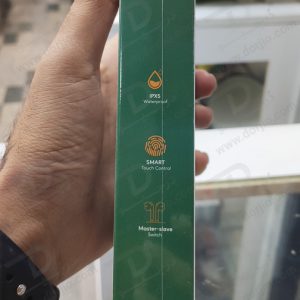 IPX5
Waterproof
SMART
Touch Control
Master-slave
Switch